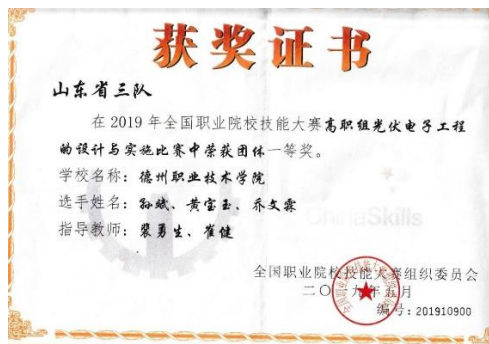 获奖证书
山东省三队
在2019年全国职业院校技能大赛高职组光伏电子工程
的设计与实施比赛中荣获团体一等奖。
学校名称：德州职业技术学院
选手姓名：孙斌、黄宝玉、乔文霖
指导教师：裴勇生、崔健
ChinaSkills
全国职业院校技能大赛组织委员会
二〇一九年五月
编号：201910900